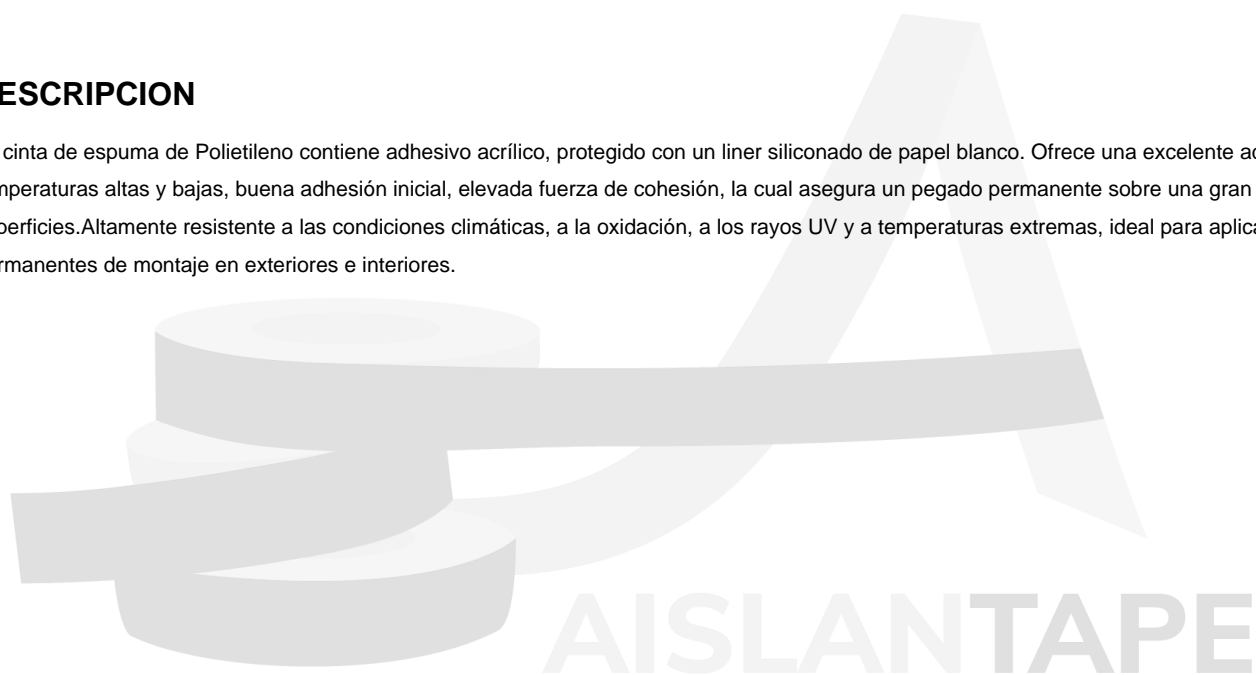 ESCRIPCION
cinta de espuma de Polietileno contiene adhesivo acrílico, protegido con un liner siliconado de papel blanco. Ofrece una excelente ad
mperaturas altas y bajas, buena adhesión inicial, elevada fuerza de cohesión, la cual asegura un pegado permanente sobre una gran
perficies.Altamente resistente a las condiciones climáticas, a la oxidación, a los rayos UV y a temperaturas extremas, ideal para aplica
rmanentes de montaje en exteriores e interiores.
AISLANTAPE